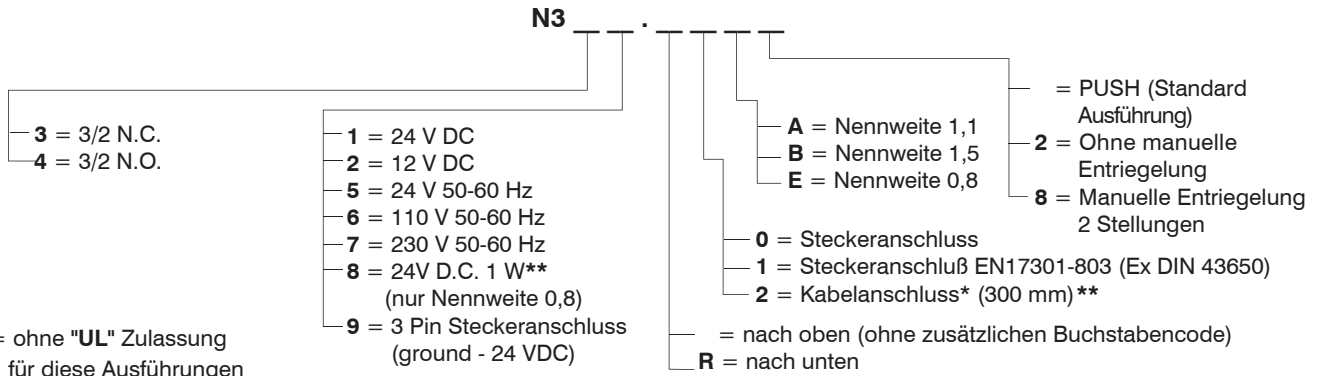 N3 _ _ . _ _ _ _
3 = 3/2 N.C.
4 = 3/2 N.O.
1 = 24 V DC
2 = 12 V DC
5 = 24 V 50-60 Hz
6 = 110 V 50-60 Hz
7 = 230 V 50-60 Hz
8 = 24V D.C. 1 W**
(nur Nennweite 0,8)
9 = 3 Pin Steckeranschluss
(ground - 24 VDC)
A = Nennweite 1,1
B = Nennweite 1,5
E = Nennweite 0,8
= PUSH (Standard
Ausführung)
2 = Ohne manuelle
Entriegelung
8 = Manuelle Entriegelung
2 Stellungen
0 = Steckeranschluss
1 = Steckeranschluß EN17301-803 (Ex DIN 43650)
2 = Kabelanschluss* (300 mm)**
= nach oben (ohne zusätzlichen Buchstabencode)
R = nach unten
= ohne "UL" Zulassung
für diese Ausführungen